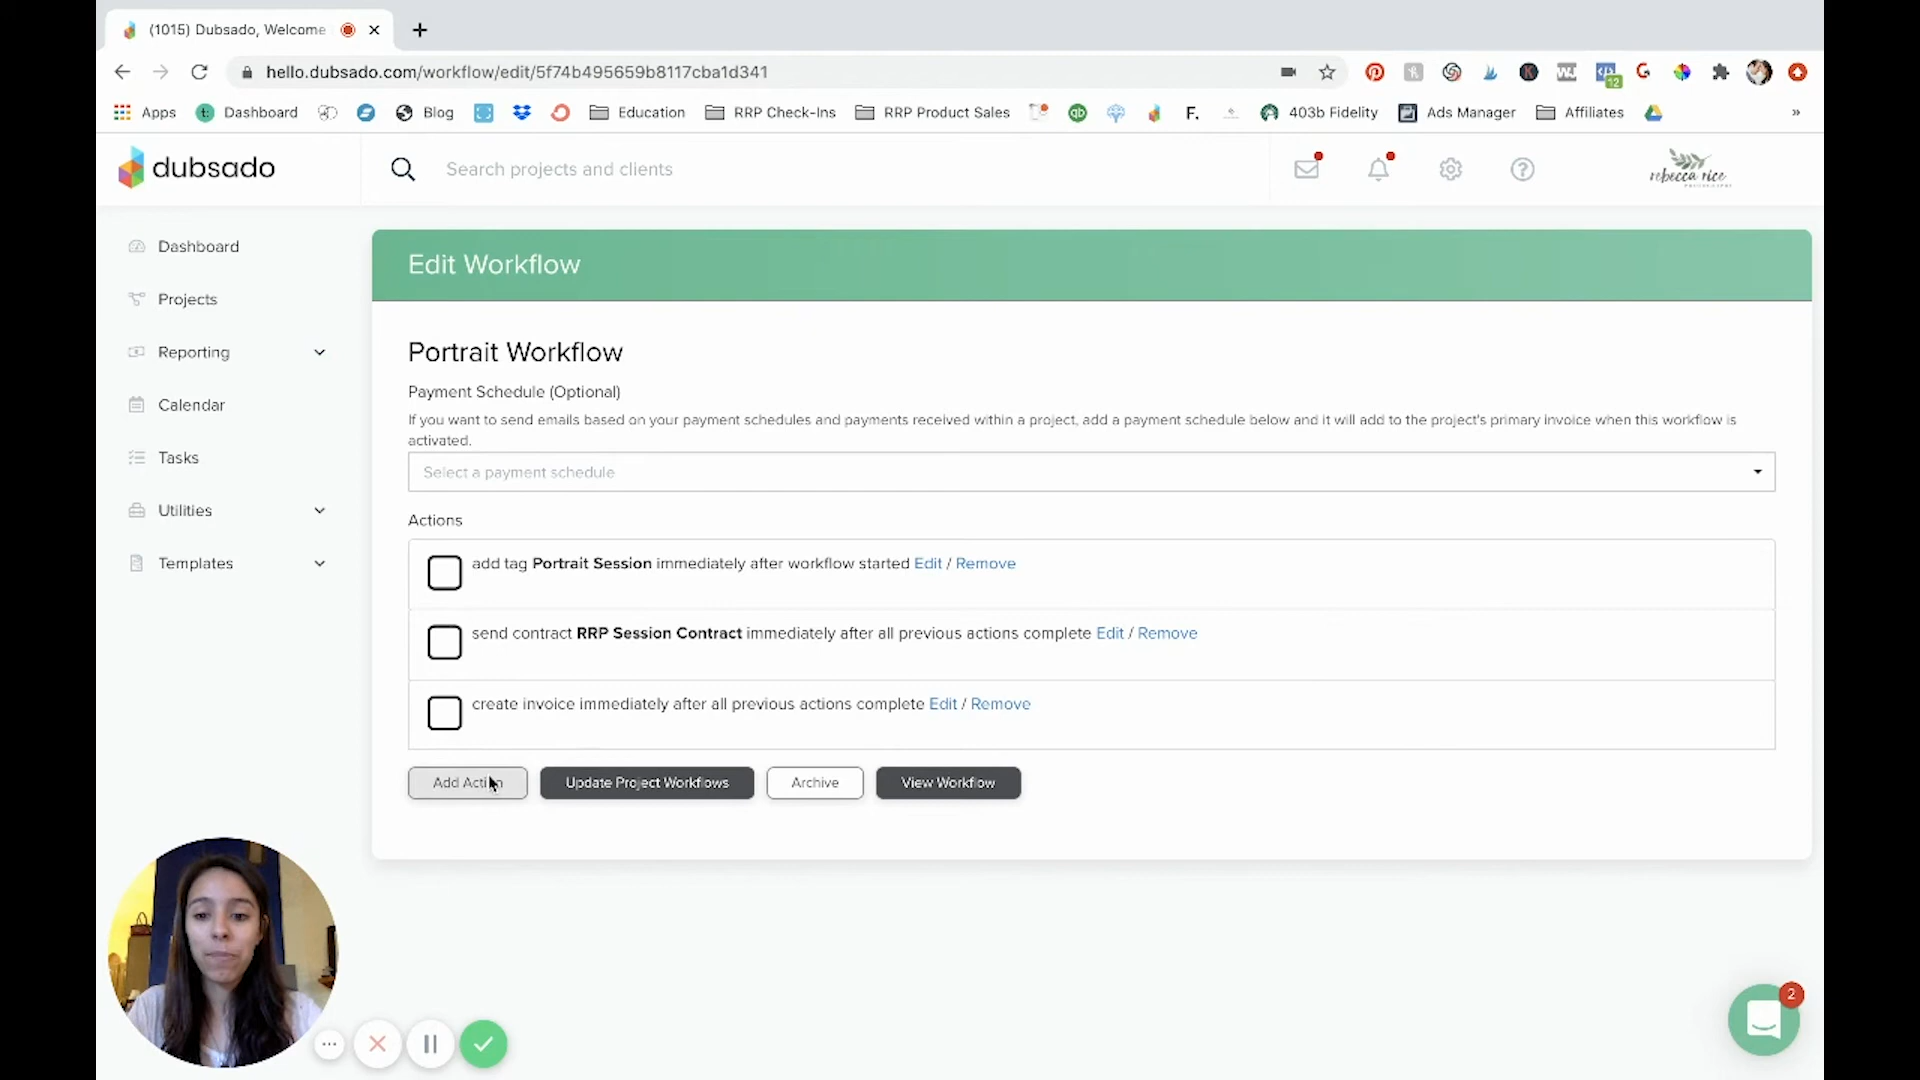 (1015) Dubsado, Welcome
hello.dubsado.com/workflow/edit/5f74b495659b8117cba1d341
12
Apps Dashboard Blog Education RRP Check-Ins RRP Product Sales F. 403b Fidelity Ads Manager Affiliates »
dubsado
Search projects and clients
rebecca rice
Dashboard
Projects
Reporting
Calendar
Tasks
Utilities
Templates
Edit Workflow
Portrait Workflow
Payment Schedule (Optional)
If you want to send emails based on your payment schedules and payments received within a project, add a payment schedule below and it will add to the project's primary invoice when this workflow is
activated.
Select a payment schedule
Actions
add tag Portrait Session immediately after workflow started Edit / Remove
send contract RRP Session Contract immediately after all previous actions complete Edit / Remove
create invoice immediately after all previous actions complete Edit / Remove
Add Action Update Project Workflows Archive View Workflow
2